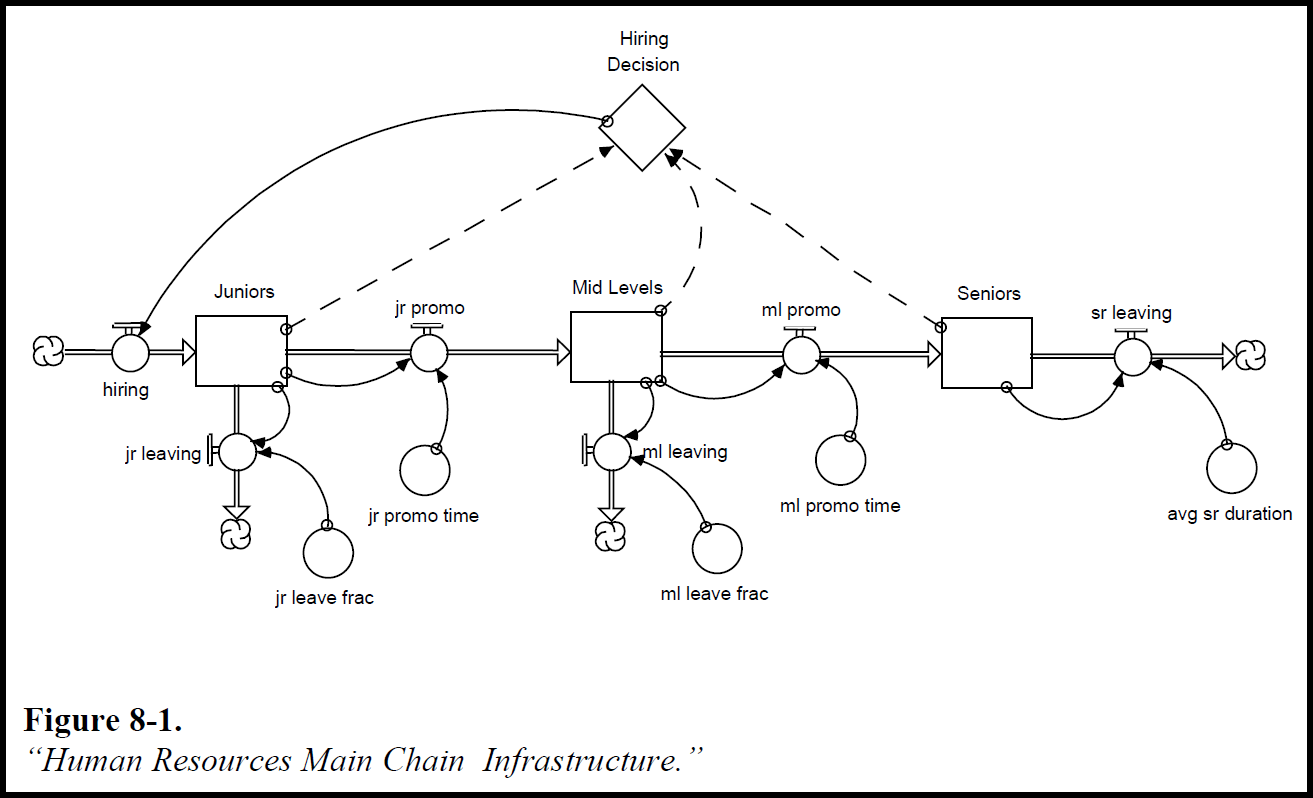 Hiring
Decision
Juniors
Mid Levels
Seniors
jr promo
ml promo
sr leaving
hiring
jr leaving
ml leaving
jr promo time
ml promo time
avg sr duration
jr leave frac
ml leave frac
Figure 8-1.
“Human Resources Main Chain  Infrastructure.”